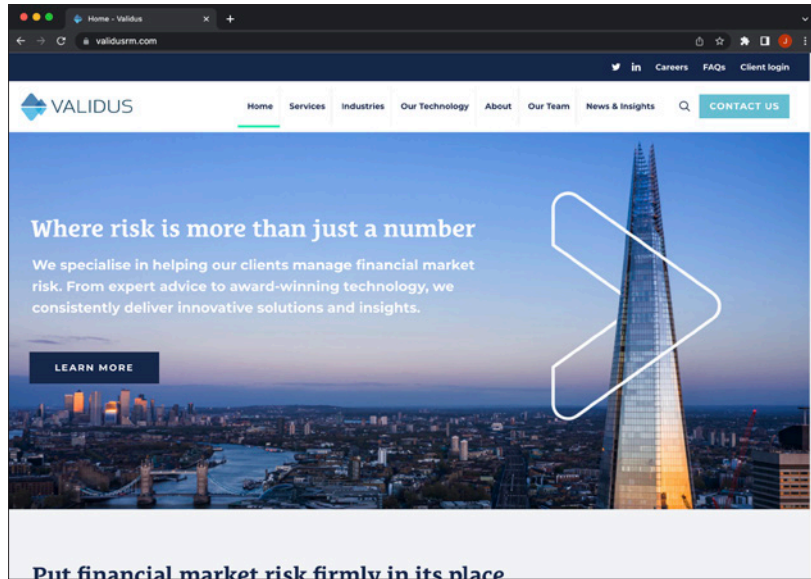 Home - Validus
validusrm.com
J
in Careers FAQs Client login
VALIDUS
Home Services Industries Our Technology About Our Team News & Insights CONTACT US
Where risk is more than just a number
We specialise in helping our clients manage financial market
risk. From expert advice to award-winning technology, we
consistently deliver innovative solutions and insights.
LEARN MORE
Put financial market risk firmly in its place